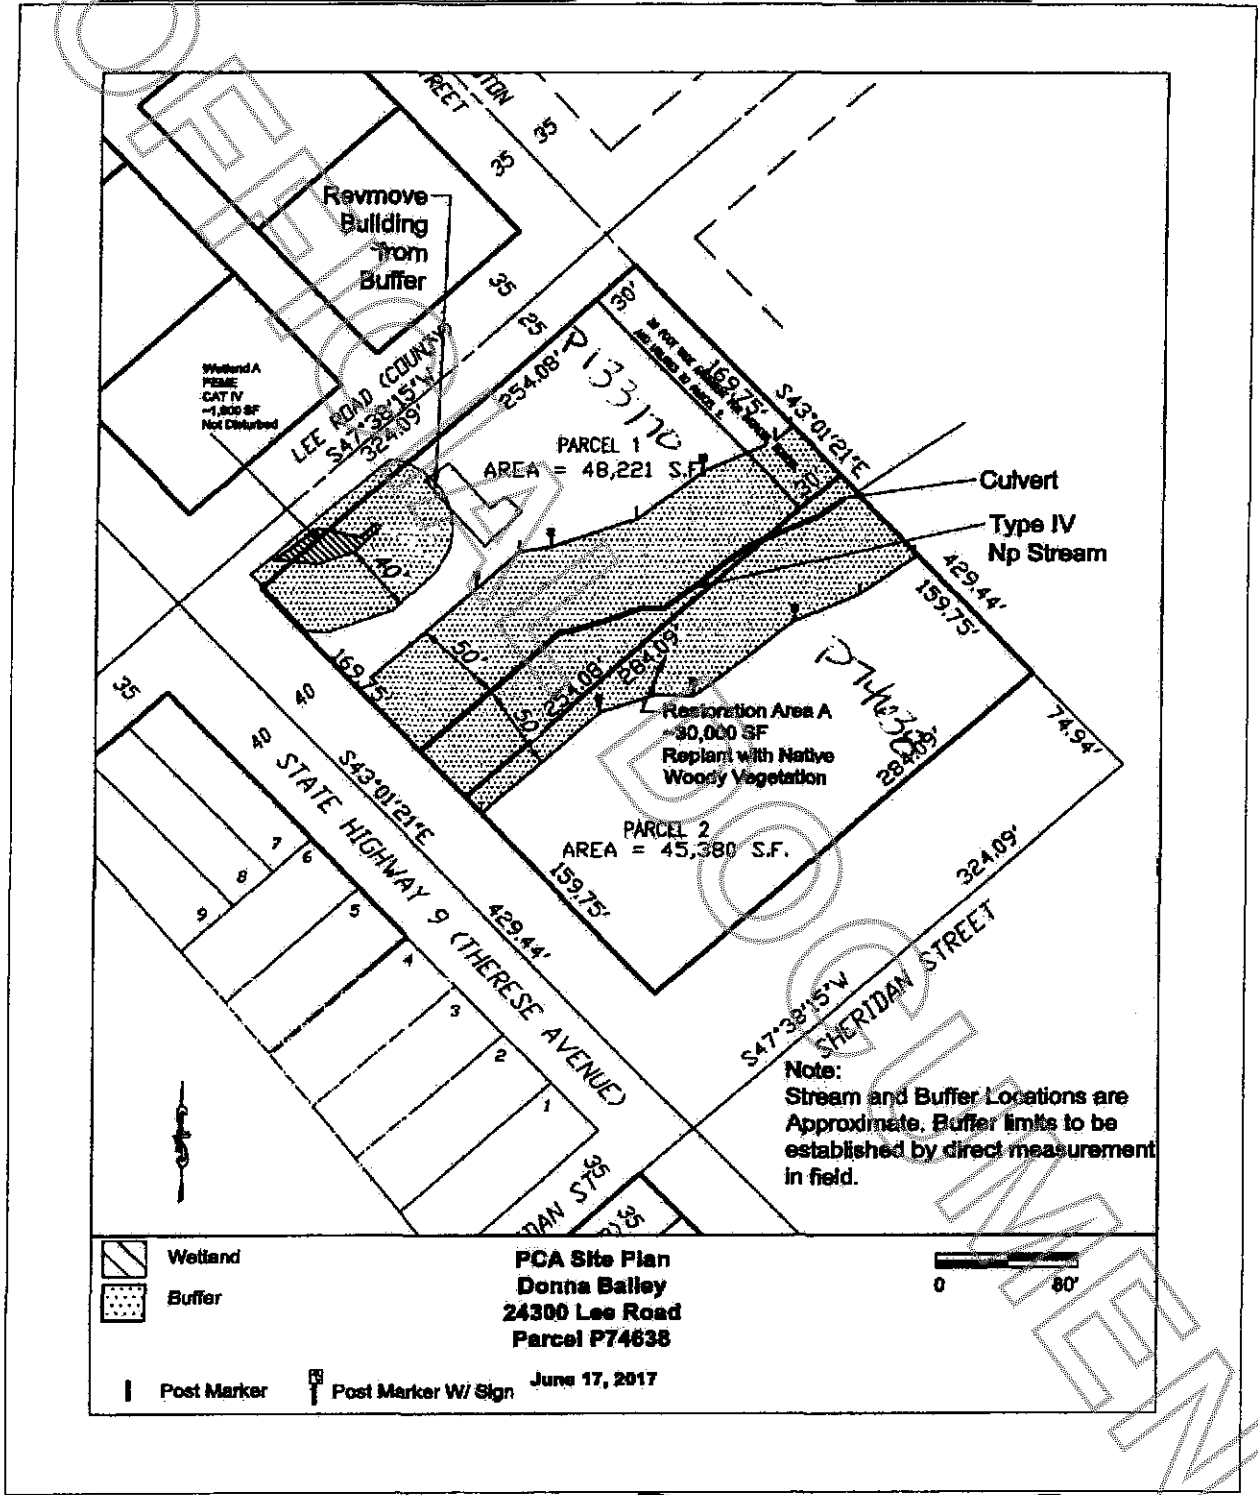 STREET
35
35
Revmove
Building
from
Buffer
35
25
30'
Wetland A
PEME
CAT IV
~1,800 SF
Not Disturbed
LEE ROAD (COUNTY)
S47°38'15"W
324.09'
254.08'
P133170
169.75'
S43°01'21"E
PARCEL 1
AREA = 48,221 S.F.
30'
Culvert
Type IV
Np Stream
40'
429.44'
159.75'
50'
169.75'
254.08'
284.09'
50'
35
40
40
Restoration Area A
~30,000 SF
Replant with Native
Woody Vegetation
P74638
284.09'
74.94'
S43°01'21"E
STATE HIGHWAY 9 (THERESE AVENUE)
PARCEL 2
AREA = 45,380 S.F.
159.75'
324.09'
429.44'
7
6
8
5
9
4
3
2
1
S47°38'15"W
SHERIDAN STREET
Note:
Stream and Buffer Locations are
Approximate. Buffer limits to be
established by direct measurement
in field.
35
35
DAN ST
Wetland
Buffer
PCA Site Plan
Donna Bailey
24300 Lee Road
Parcel P74638
June 17, 2017
0 80'
Post Marker
Post Marker W/ Sign
UNOFFICIAL DOCUMENT